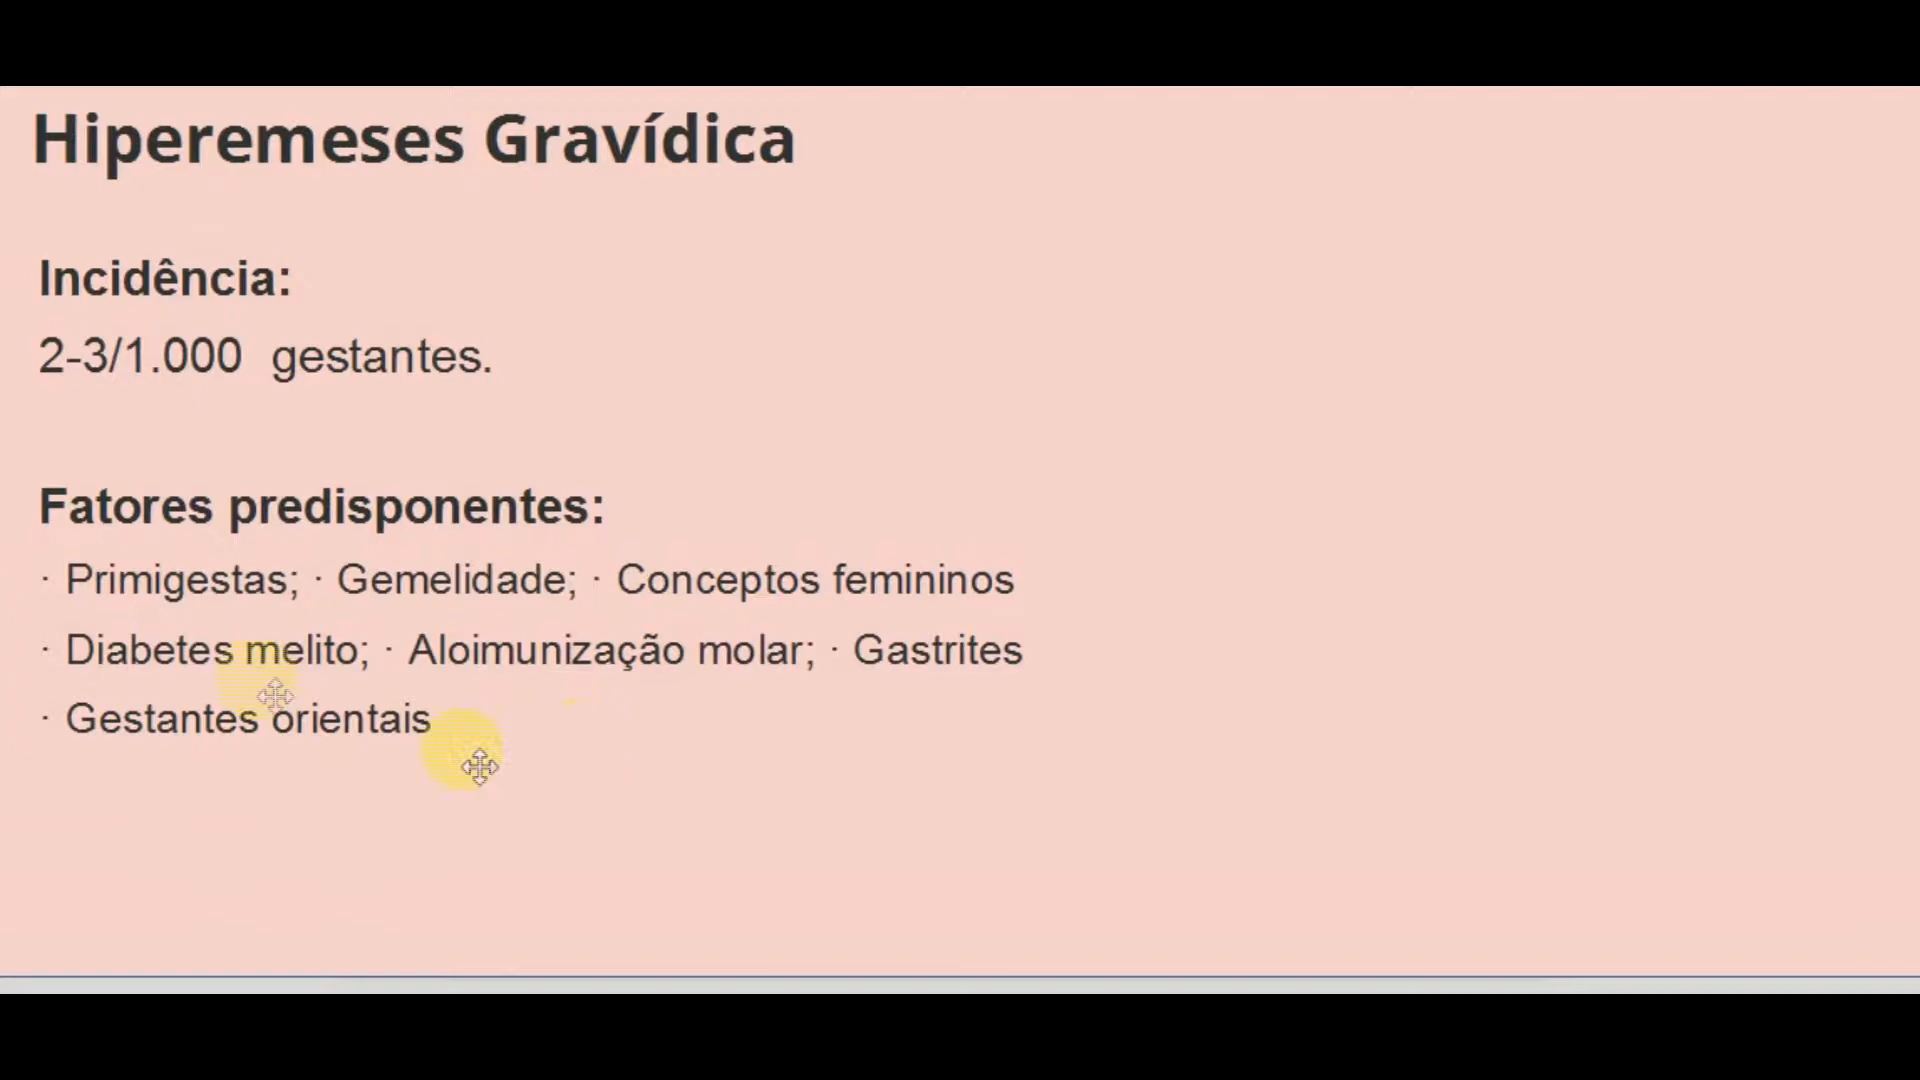 Hiperemeses Gravídica
Incidência:
2-3/1.000 gestantes.
Fatores predisponentes:
· Primigestas; · Gemelidade; · Conceptos femininos
· Diabetes melito; · Aloimunização molar; · Gastrites
· Gestantes orientais